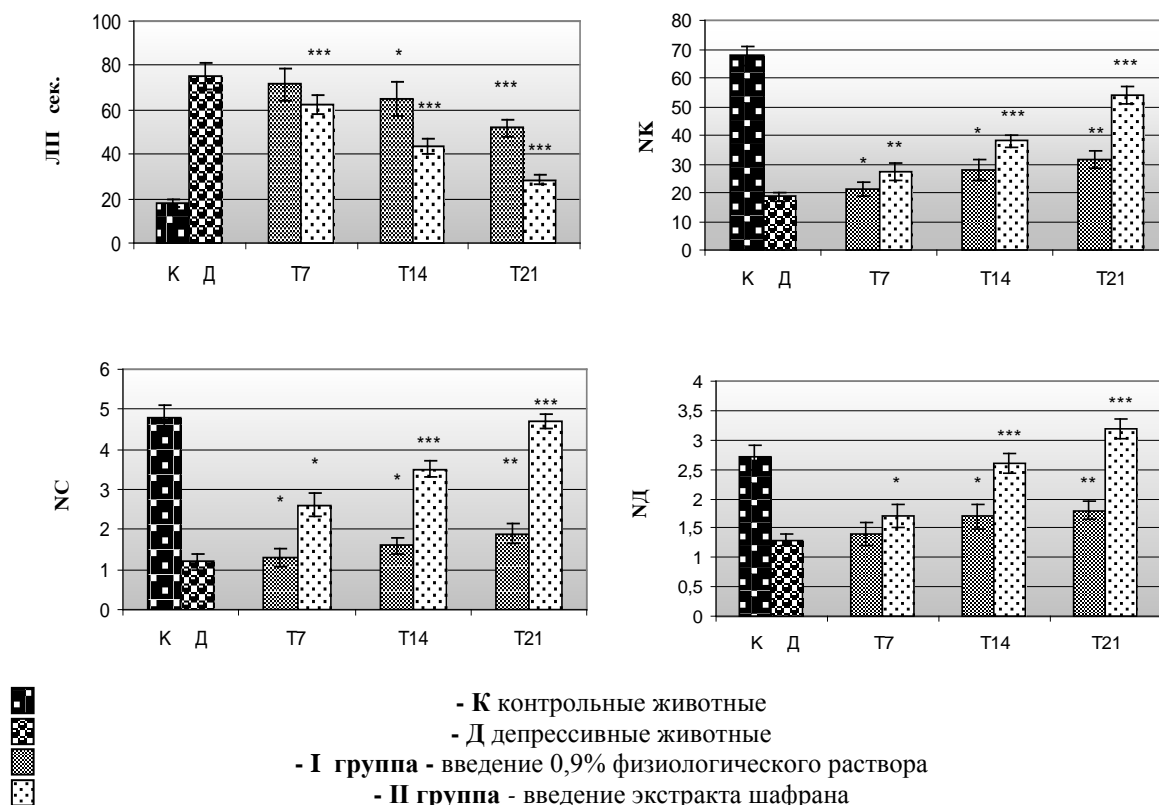 100
80
60
40
20
0
ЛП сек.
*** * *** *** ***
К Д Т7 Т14 Т21
80
70
60
50
40
30
20
10
0
NК
* ** * *** ** ***
К Д Т7 Т14 Т21
6
5
4
3
2
1
0
NС
* * * *** ** ***
К Д Т7 Т14 Т21
4
3,5
3
2,5
2
1,5
1
0,5
0
NД
* * *** ** ***
К Д Т7 Т14 Т21
- К контрольные животные
- Д депрессивные животные
- I группа - введение 0,9% физиологического раствора
- II группа - введение экстракта шафрана